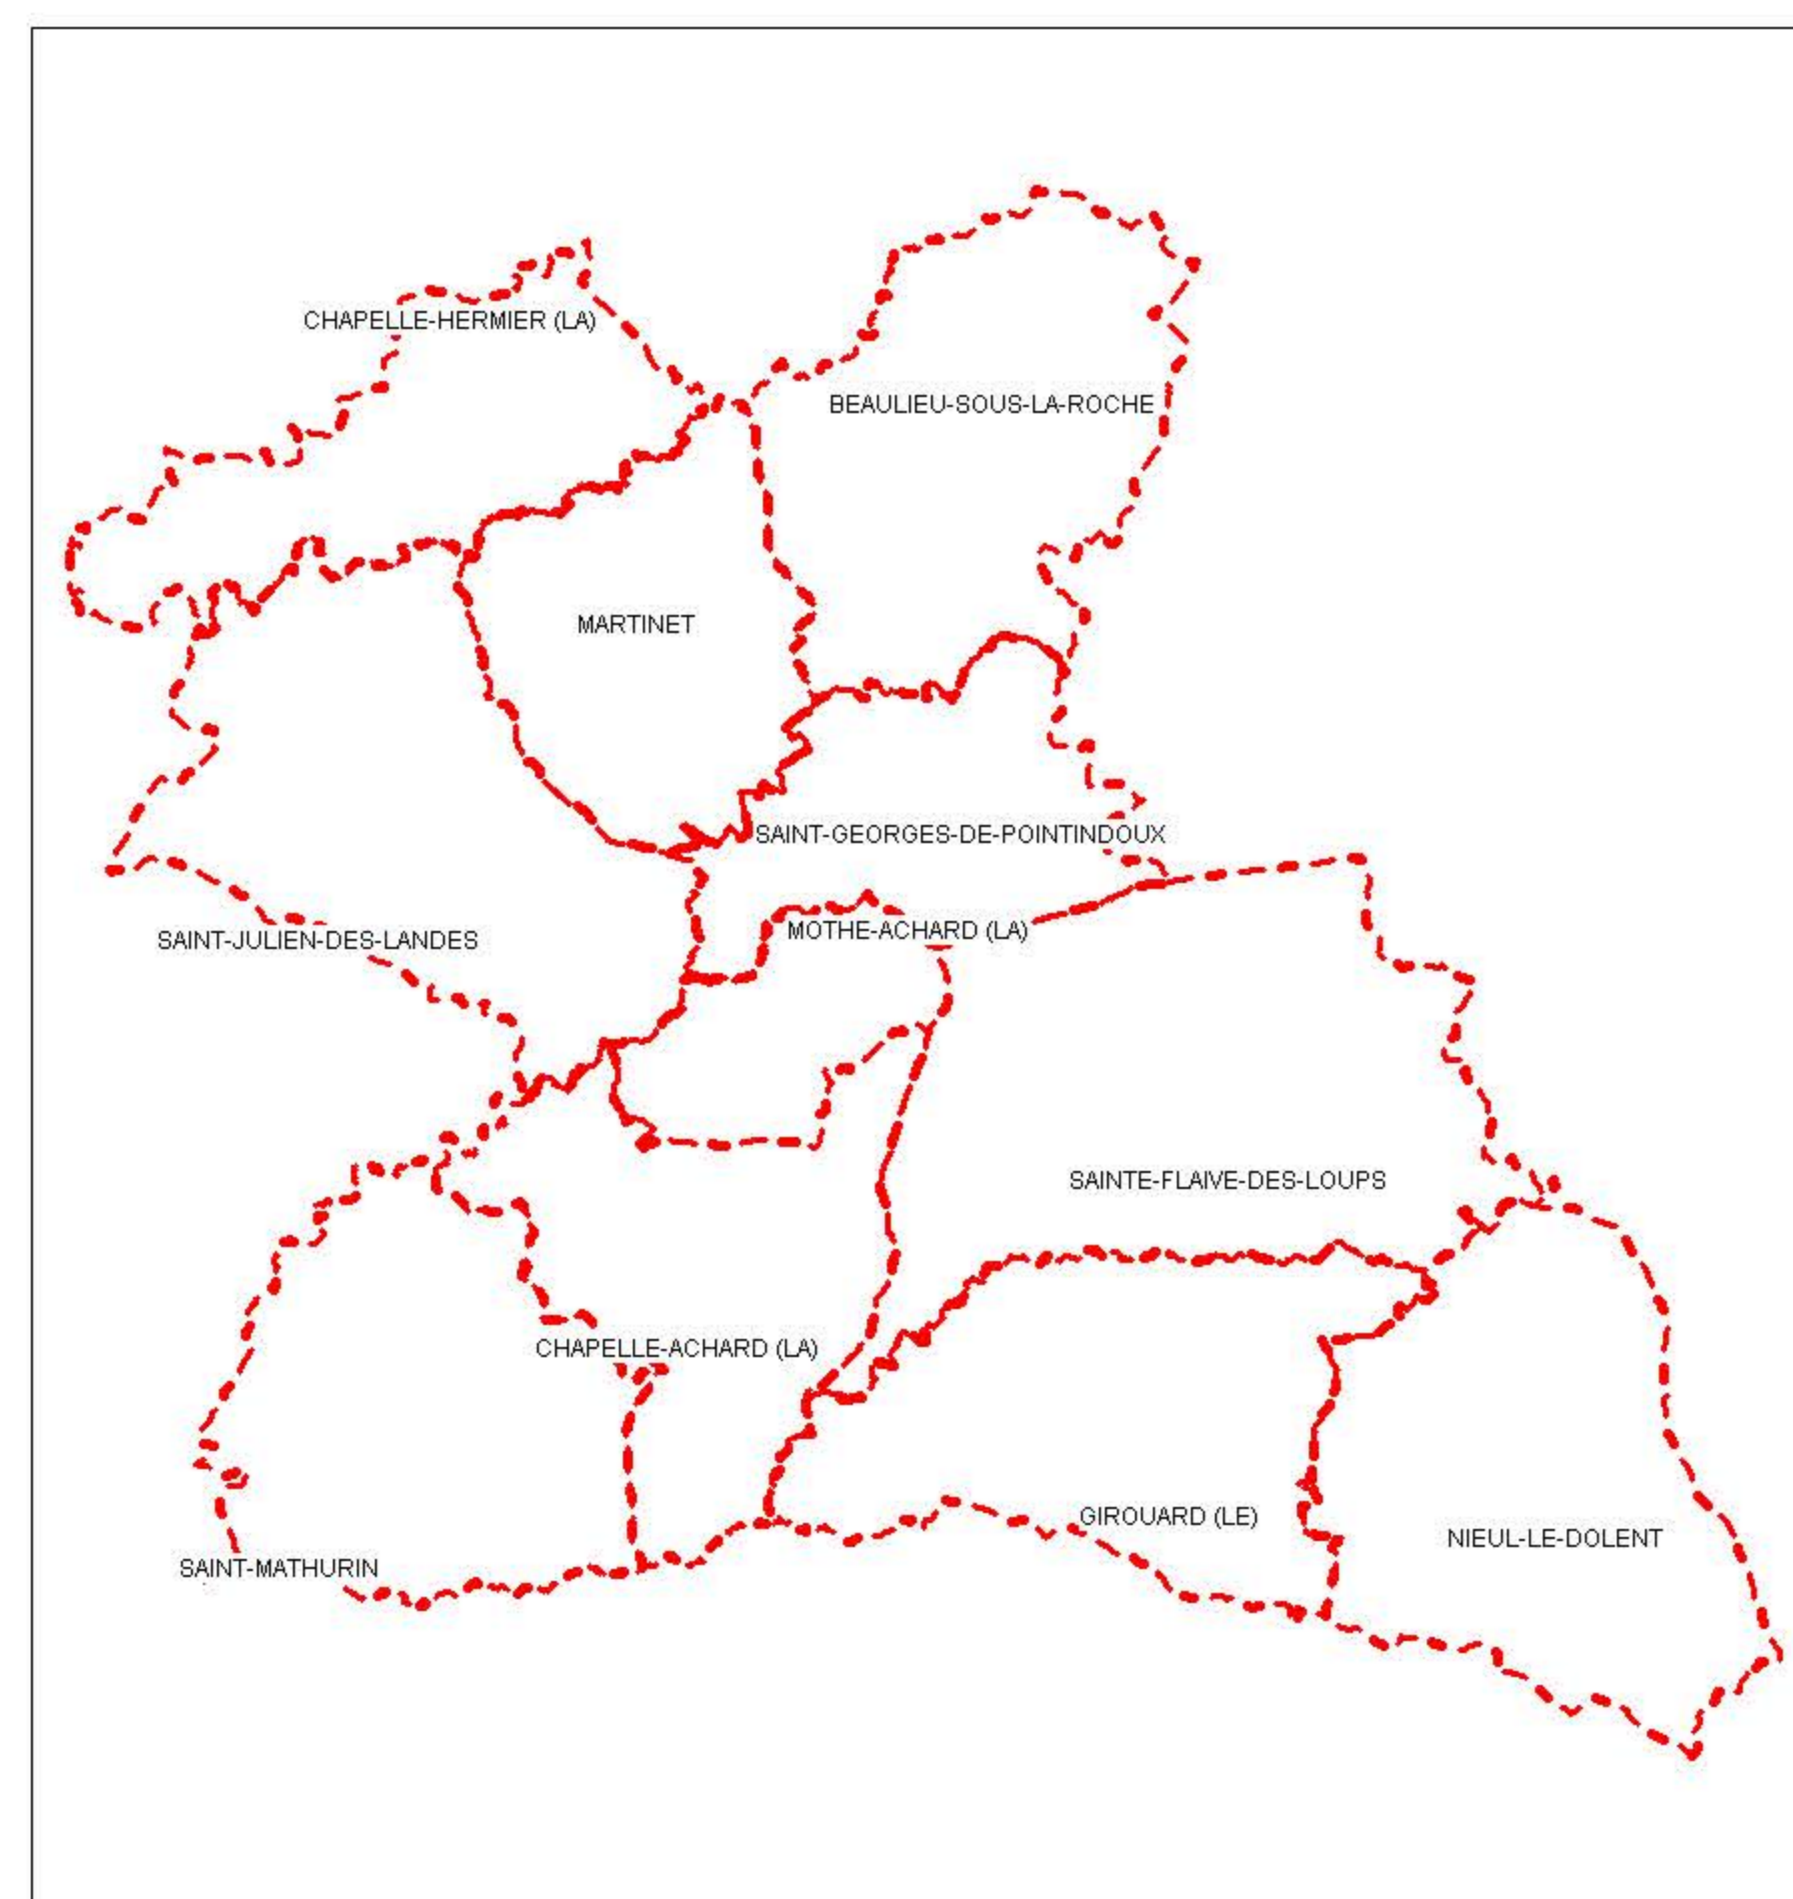 CHAPELLE-HERMIER (LA)
BEAULIEU-SOUS-LA-ROCHE
MARTINET
SAINT-GEORGES-DE-POINTINDOUX
MOTHE-ACHARD (LA)
SAINT-JULIEN-DES-LANDES
SAINTE-FLAIVE-DES-LOUPS
CHAPELLE-ACHARD (LA)
GIROUARD (LE)
NIEUL-LE-DOLENT
SAINT-MATHURIN